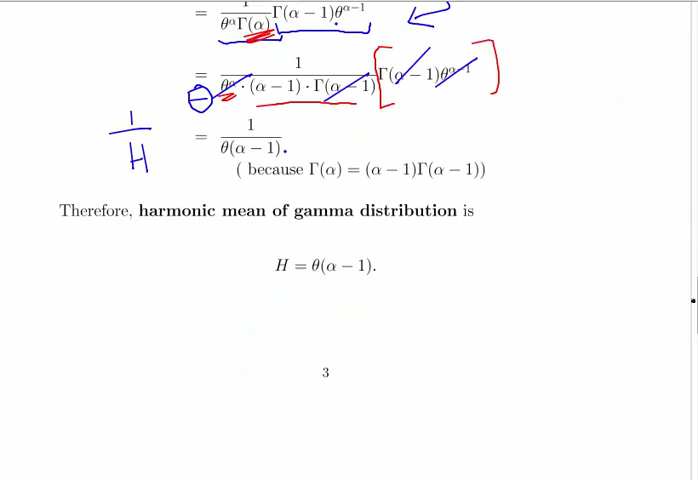 = 1/(θ^α Γ(α)) Γ(α − 1)θ^(α−1)
= 1/(θ^α · (α − 1) · Γ(α − 1)) Γ(α − 1)θ^(α−1)
1/H
= 1/(θ(α − 1)).
( because Γ(α) = (α − 1)Γ(α − 1))
Therefore, harmonic mean of gamma distribution is
H = θ(α − 1).
3